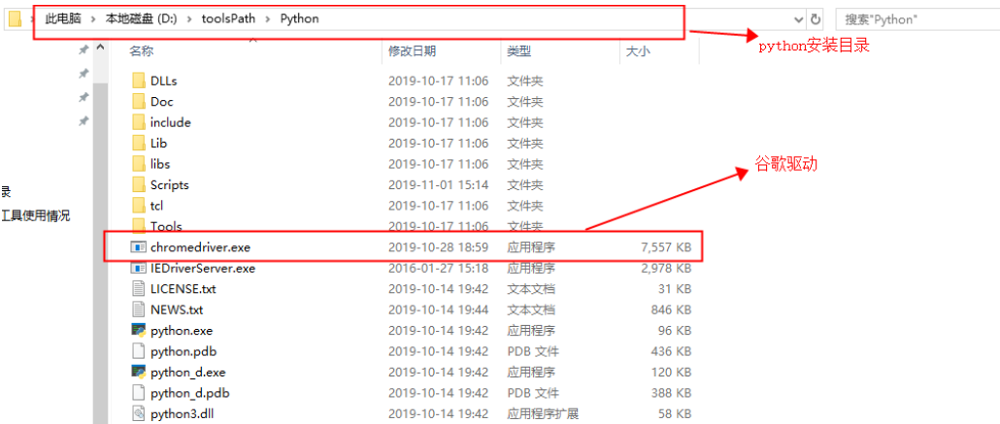 此电脑 › 本地磁盘 (D:) › toolsPath › Python 搜索"Python"
python安装目录
名称 修改日期 类型 大小
DLLs 2019-10-17 11:06 文件夹
Doc 2019-10-17 11:06 文件夹
include 2019-10-17 11:06 文件夹
Lib 2019-10-17 11:06 文件夹
libs 2019-10-17 11:06 文件夹
谷歌驱动
Scripts 2019-11-01 15:14 文件夹
录
tcl 2019-10-17 11:06 文件夹
工具使用情况
Tools 2019-10-17 11:06 文件夹
chromedriver.exe 2019-10-28 18:59 应用程序 7,557 KB
IEDriverServer.exe 2016-01-27 15:18 应用程序 2,978 KB
LICENSE.txt 2019-10-14 19:42 文本文档 31 KB
NEWS.txt 2019-10-14 19:44 文本文档 846 KB
python.exe 2019-10-14 19:42 应用程序 96 KB
python.pdb 2019-10-14 19:42 PDB 文件 436 KB
python_d.exe 2019-10-14 19:42 应用程序 120 KB
python_d.pdb 2019-10-14 19:42 PDB 文件 388 KB
python3.dll 2019-10-14 19:42 应用程序扩展 58 KB